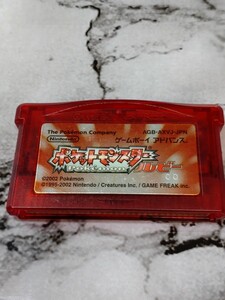 The Pokémon Company
AGB-AXVJ-JPN
ゲームボーイ アドバンス
ポケットモンスター
ルビー
©2002 Pokémon
©1995-2002 Nintendo / Creatures inc. / GAME FREAK inc.